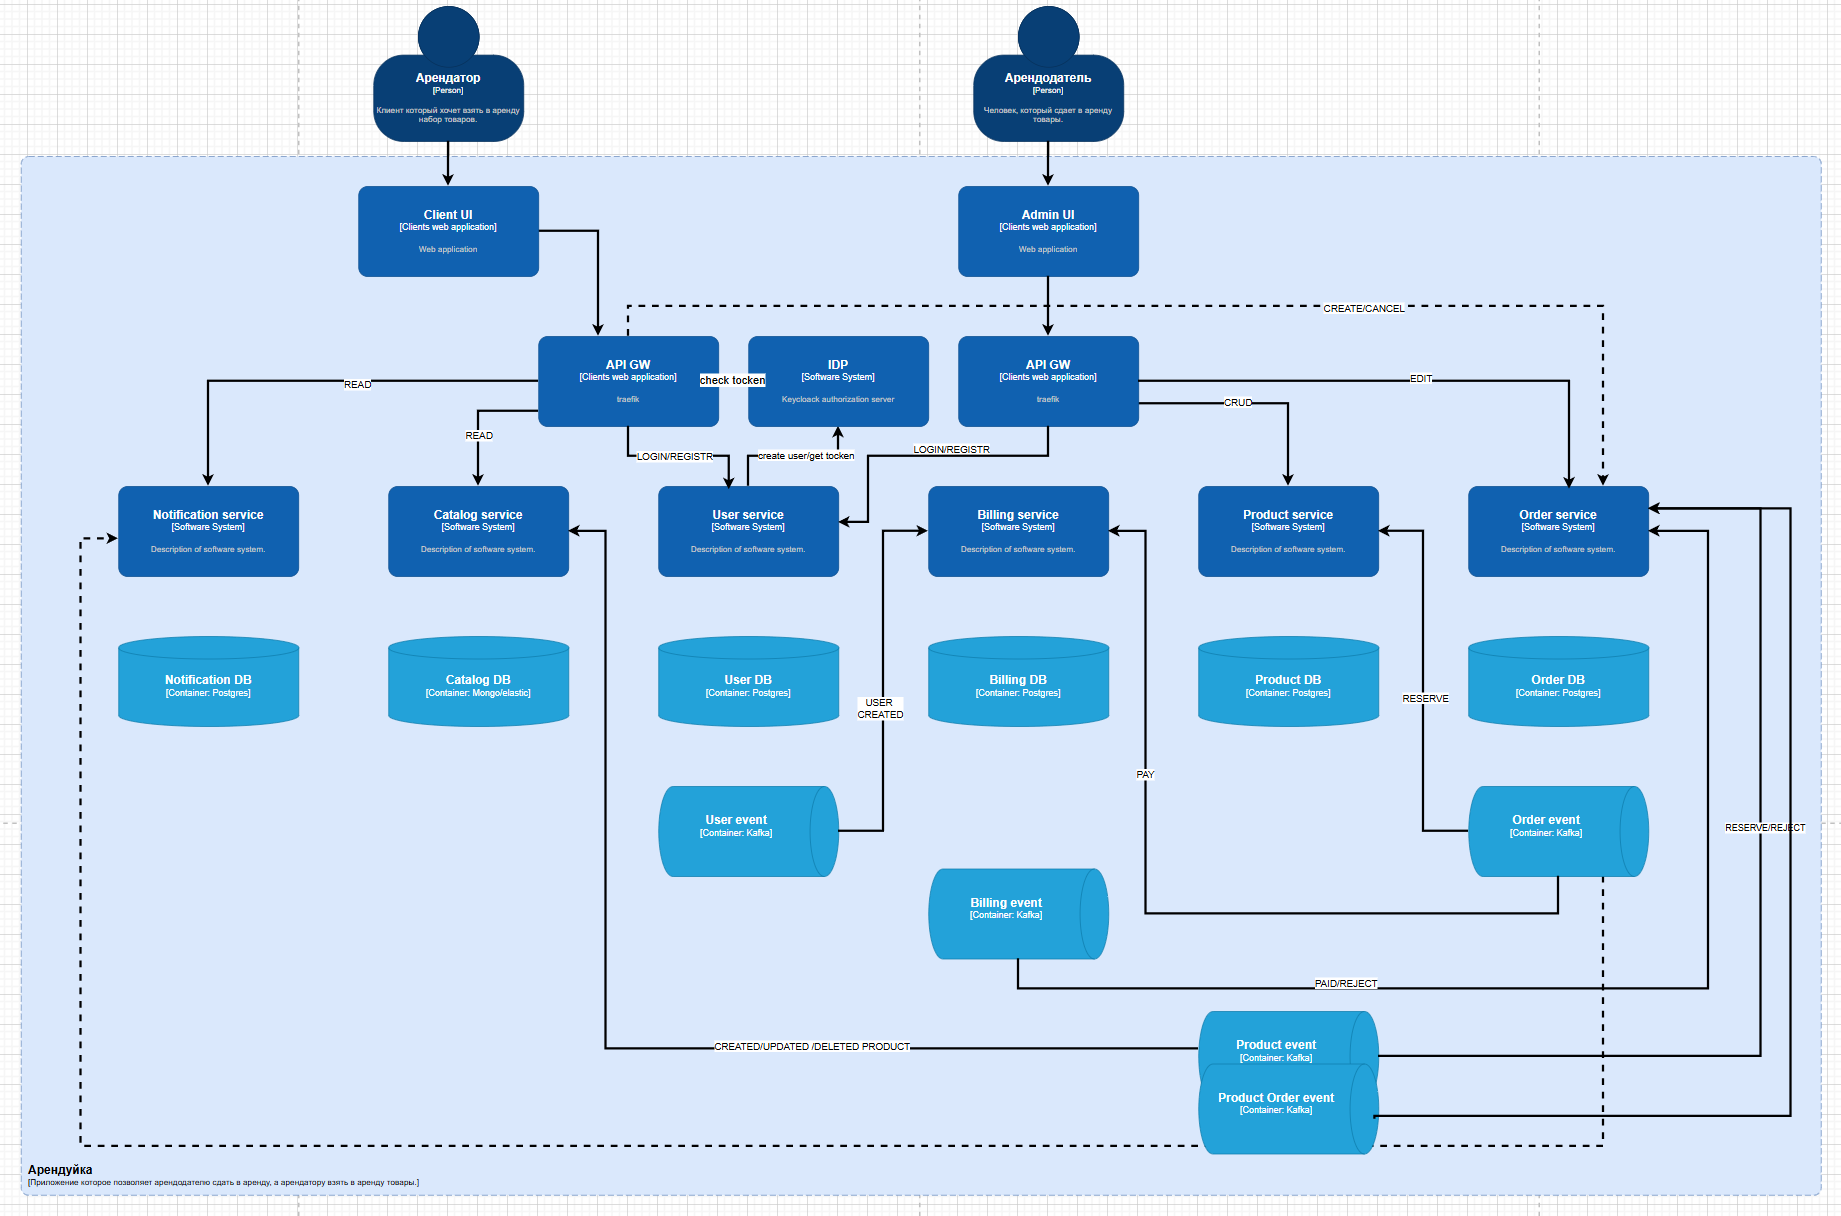 Арендатор
[Person]
Клиент который хочет взять в аренду
набор товаров.
Арендодатель
[Person]
Человек, который сдает в аренду
товары.
Client UI
[Clients web application]
Web application
Admin UI
[Clients web application]
Web application
CREATE/CANCEL
API GW
[Clients web application]
traefik
check tocken
IDP
[Software System]
Keycloack authorization server
API GW
[Clients web application]
traefik
READ
EDIT
CRUD
READ
LOGIN/REGISTR
create user/get tocken
LOGIN/REGISTR
Notification service
[Software System]
Description of software system.
Catalog service
[Software System]
Description of software system.
User service
[Software System]
Description of software system.
Billing service
[Software System]
Description of software system.
Product service
[Software System]
Description of software system.
Order service
[Software System]
Description of software system.
Notification DB
[Container: Postgres]
Catalog DB
[Container: Mongo/elastic]
User DB
[Container: Postgres]
Billing DB
[Container: Postgres]
Product DB
[Container: Postgres]
Order DB
[Container: Postgres]
USER
CREATED
RESERVE
PAY
User event
[Container: Kafka]
Order event
[Container: Kafka]
RESERVE/REJECT
Billing event
[Container: Kafka]
PAID/REJECT
CREATED/UPDATED /DELETED PRODUCT
Product event
[Container: Kafka]
Product Order event
[Container: Kafka]
Арендуйка
[Приложение которое позволяет арендодателю сдать в аренду, а арендатору взять в аренду товары.]